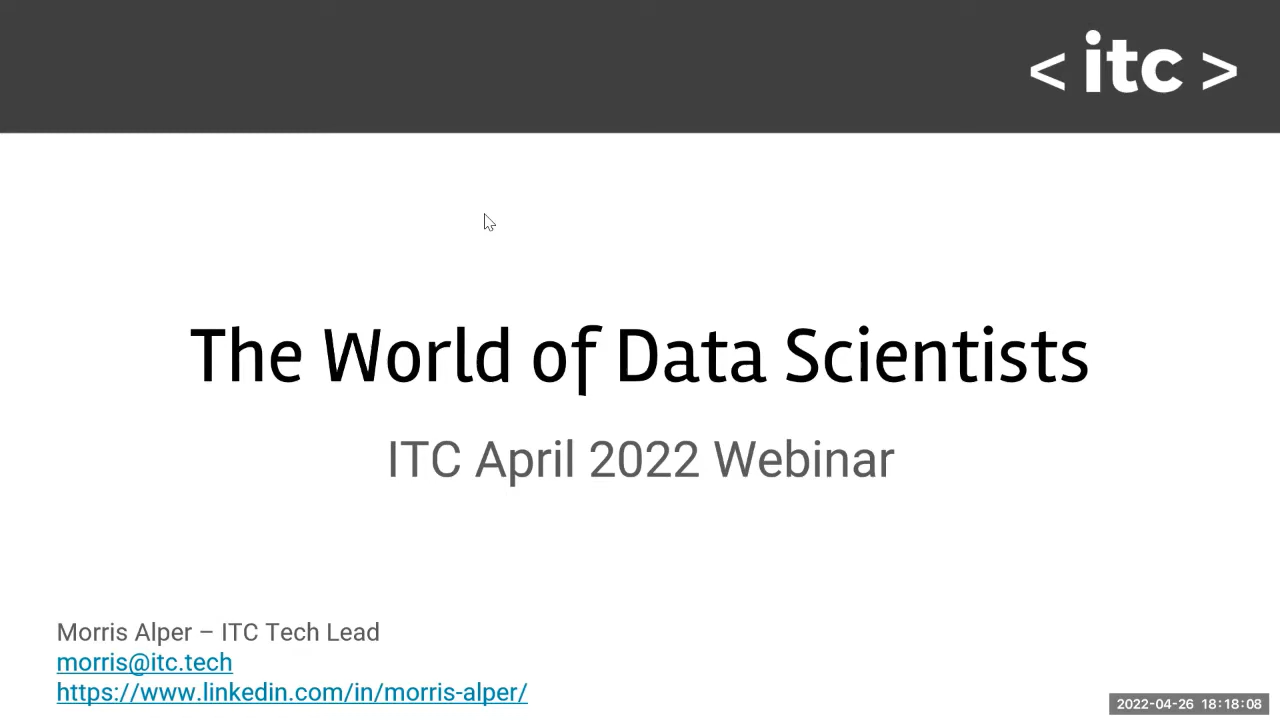 < itc >
The World of Data Scientists
ITC April 2022 Webinar
Morris Alper – ITC Tech Lead
morris@itc.tech
https://www.linkedin.com/in/morris-alper/
2022-04-26 18:18:08